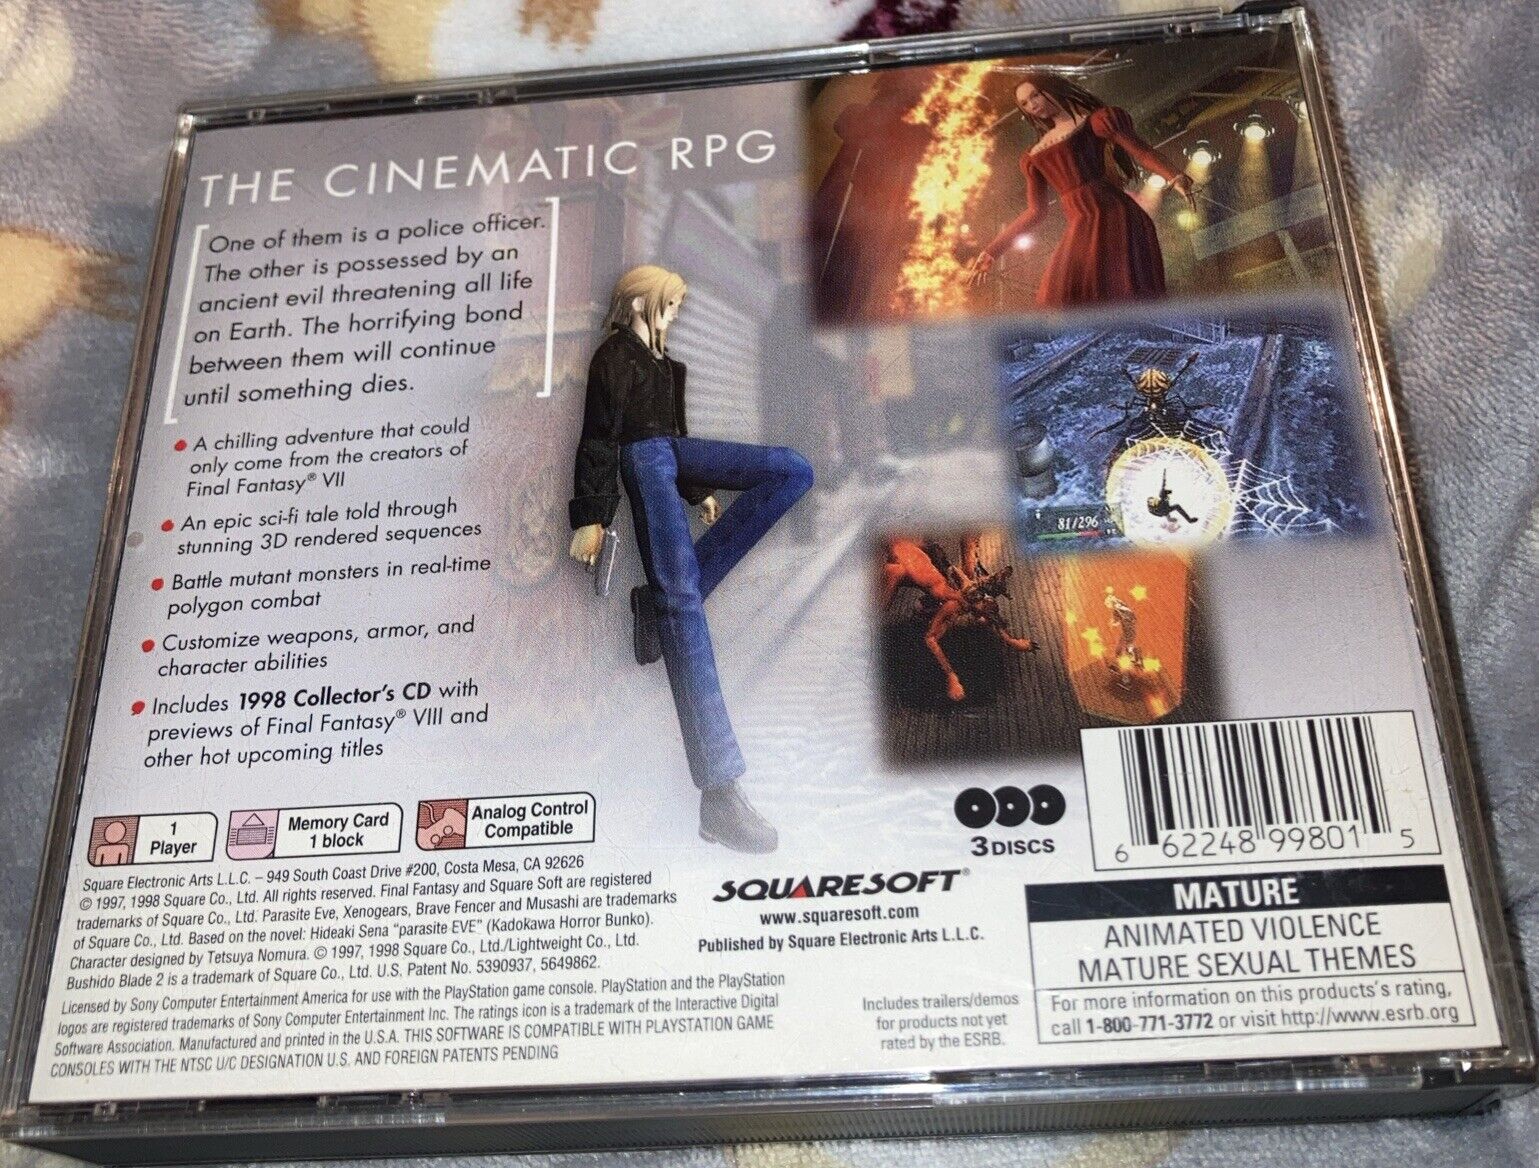 THE CINEMATIC RPG
One of them is a police officer.
The other is possessed by an
ancient evil threatening all life
on Earth. The horrifying bond
between them will continue
until something dies.
• A chilling adventure that could
only come from the creators of
Final Fantasy® VII
• An epic sci-fi tale told through
stunning 3D rendered sequences
• Battle mutant monsters in real-time
polygon combat
• Customize weapons, armor, and
character abilities
• Includes 1998 Collector's CD with
previews of Final Fantasy® VIII and
other hot upcoming titles
81/296
1
Player
Memory Card
1 block
Analog Control
Compatible
3 DISCS
6 62248 99801 5
Square Electronic Arts L.L.C. – 949 South Coast Drive #200, Costa Mesa, CA 92626
© 1997, 1998 Square Co., Ltd. All rights reserved. Final Fantasy and Square Soft are registered
trademarks of Square Co., Ltd. Parasite Eve, Xenogears, Brave Fencer and Musashi are trademarks
of Square Co., Ltd. Based on the novel: Hideaki Sena "parasite EVE" (Kadokawa Horror Bunko).
Character designed by Tetsuya Nomura. © 1997, 1998 Square Co., Ltd./Lightweight Co., Ltd.
Bushido Blade 2 is a trademark of Square Co., Ltd. U.S. Patent No. 5390937, 5649862.
Licensed by Sony Computer Entertainment America for use with the PlayStation game console. PlayStation and the PlayStation
logos are registered trademarks of Sony Computer Entertainment Inc. The ratings icon is a trademark of the Interactive Digital
Software Association. Manufactured and printed in the U.S.A. THIS SOFTWARE IS COMPATIBLE WITH PLAYSTATION GAME
CONSOLES WITH THE NTSC U/C DESIGNATION U.S. AND FOREIGN PATENTS PENDING
SQUARESOFT®
www.squaresoft.com
Published by Square Electronic Arts L.L.C.
Includes trailers/demos
for products not yet
rated by the ESRB.
MATURE
ANIMATED VIOLENCE
MATURE SEXUAL THEMES
For more information on this products's rating,
call 1-800-771-3772 or visit http://www.esrb.org